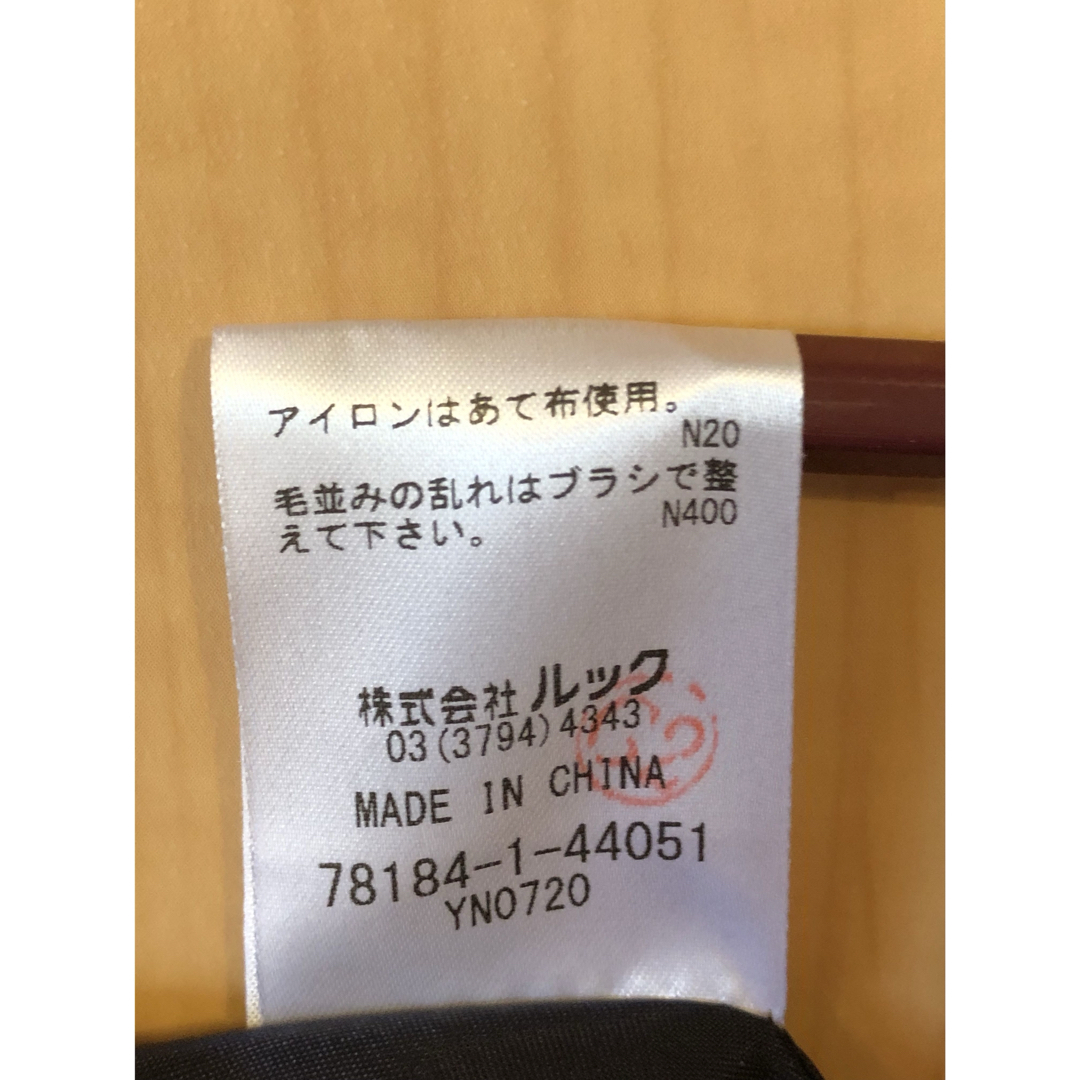 アイロンはあて布使用。
N20
毛並みの乱れはブラシで整
えて下さい。
N400
株式会社ルック
03(3794)4343
MADE IN CHINA
78184-1-44051
YN0720